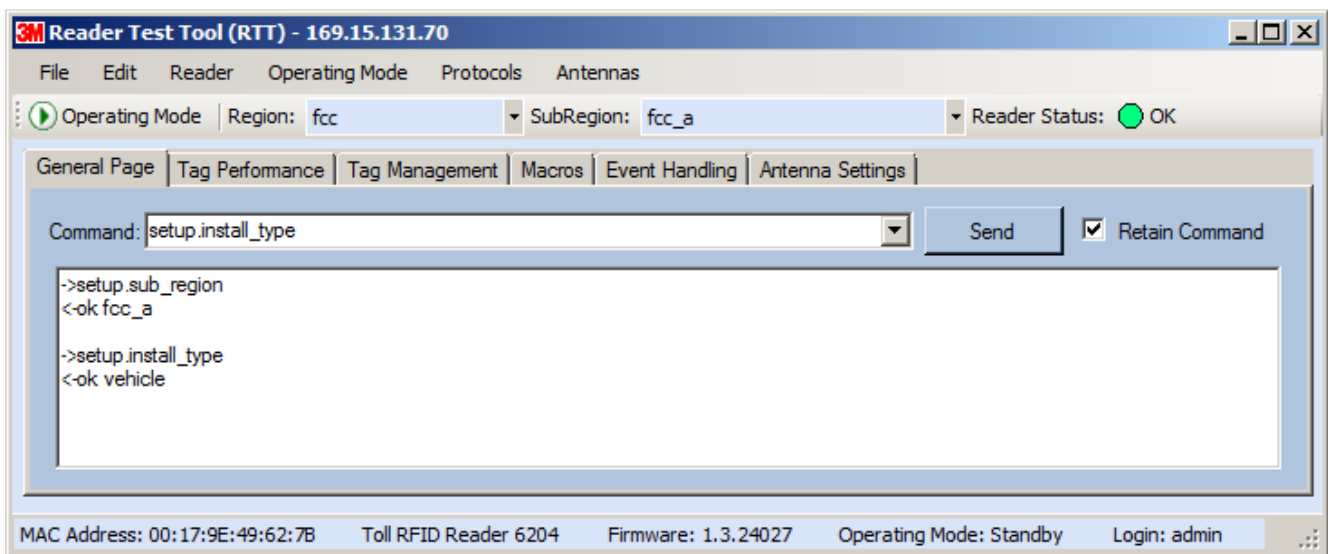 3M Reader Test Tool (RTT) - 169.15.131.70
File Edit Reader Operating Mode Protocols Antennas
Operating Mode Region: fcc SubRegion: fcc_a Reader Status: OK
General Page Tag Performance Tag Management Macros Event Handling Antenna Settings
Command: setup.install_type Send Retain Command
->setup.sub_region
<-ok fcc_a
->setup.install_type
<-ok vehicle
MAC Address: 00:17:9E:49:62:7B Toll RFID Reader 6204 Firmware: 1.3.24027 Operating Mode: Standby Login: admin